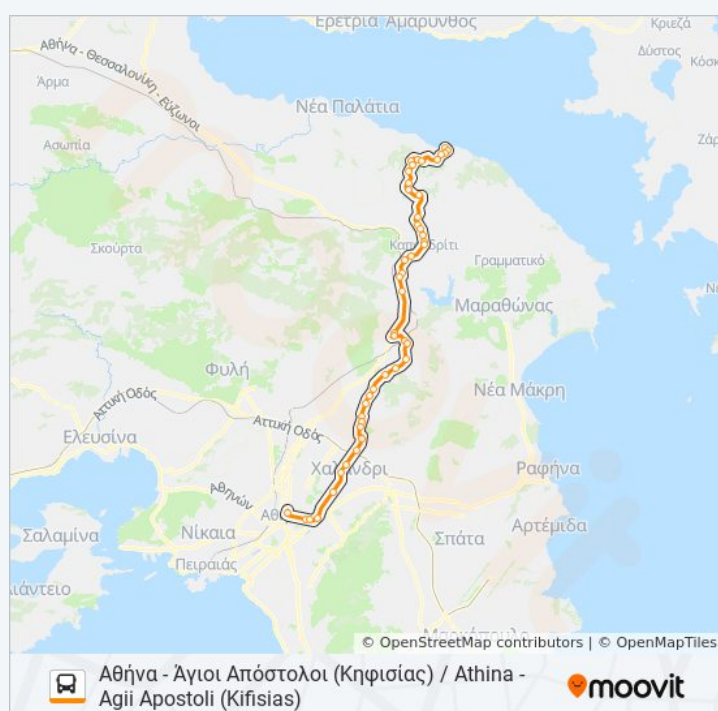 Ερέτρια Αμάρυνθος
Κριεζά
Δύστος
Αθήνα - Θεσσαλονίκη - Εύζωνοι
Άρμα
Νέα Παλάτια
Ασωπία
Σκούρτα
Καπανδρίτι
Γραμματικό
Μαραθώνας
Φυλή
Νέα Μάκρη
Αττική Οδός
Αττική Οδός
Ελευσίνα
Χαλάνδρι
Ραφήνα
Αθηνών
Σαλαμίνα
Νίκαια
Σπάτα
Αρτέμιδα
Πειραιάς
© OpenStreetMap contributors | © OpenMapTiles
Αθήνα - Άγιοι Απόστολοι (Κηφισίας) / Athina -
Agii Apostoli (Kifisias)
moovit